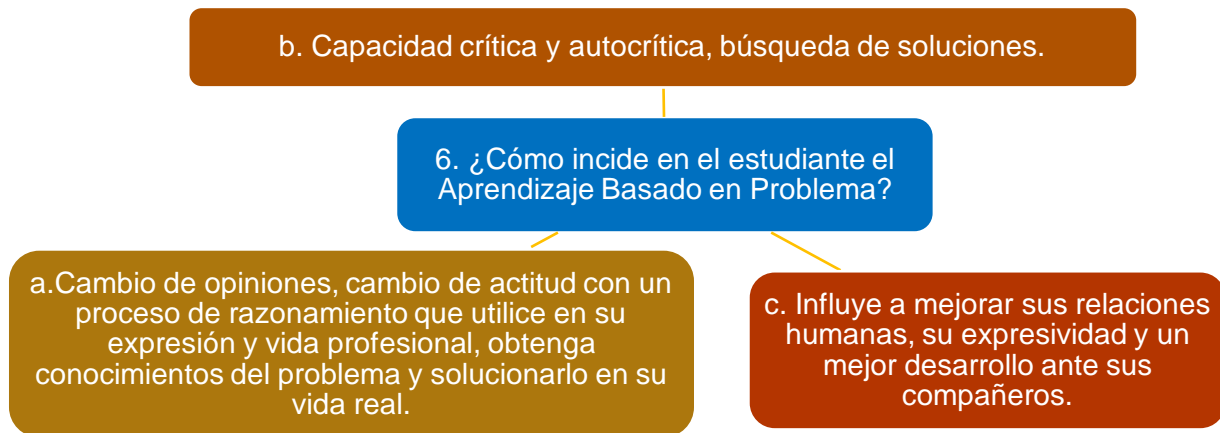 b. Capacidad crítica y autocrítica, búsqueda de soluciones.
6. ¿Cómo incide en el estudiante el
Aprendizaje Basado en Problema?
a.Cambio de opiniones, cambio de actitud con un
proceso de razonamiento que utilice en su
expresión y vida profesional, obtenga
conocimientos del problema y solucionarlo en su
vida real.
c. Influye a mejorar sus relaciones
humanas, su expresividad y un
mejor desarrollo ante sus
compañeros.